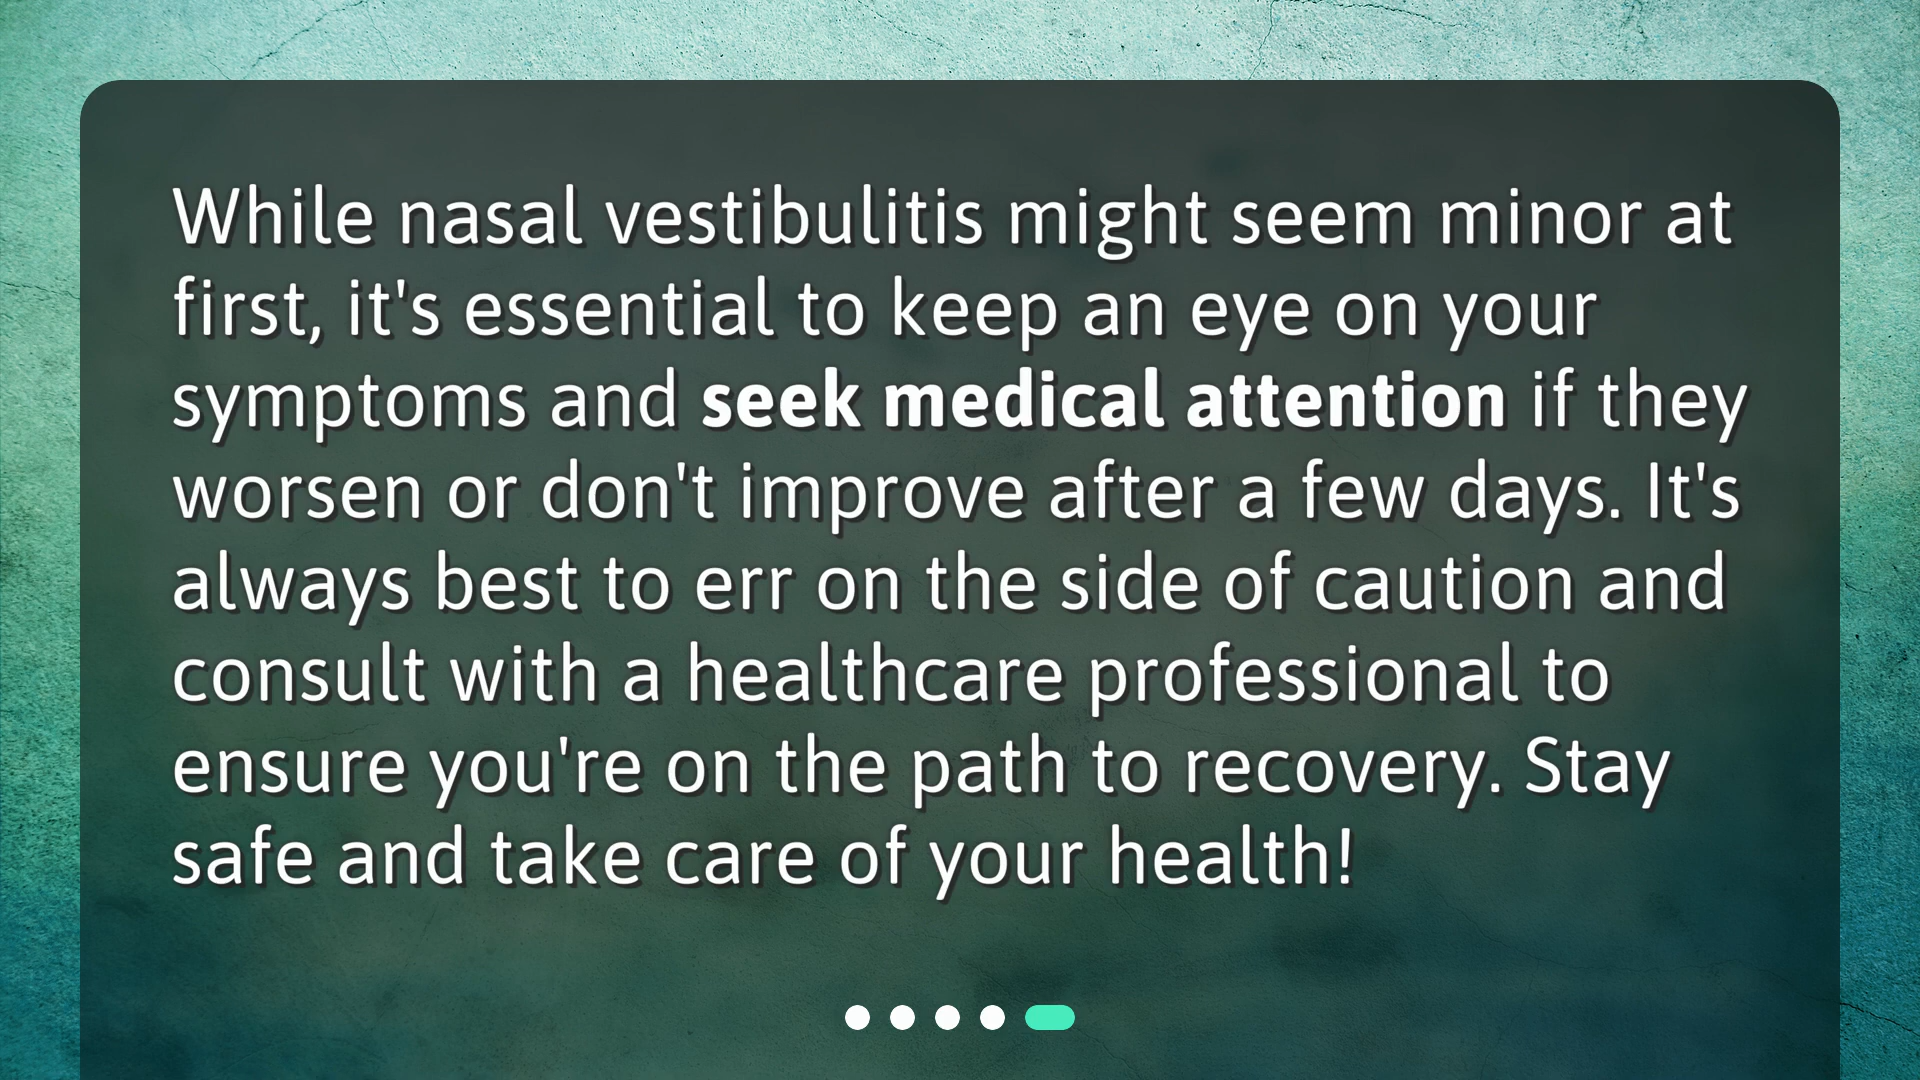 While nasal vestibulitis might seem minor at
first, it's essential to keep an eye on your
symptoms and seek medical attention if they
worsen or don't improve after a few days. It's
always best to err on the side of caution and
consult with a healthcare professional to
ensure you're on the path to recovery. Stay
safe and take care of your health!